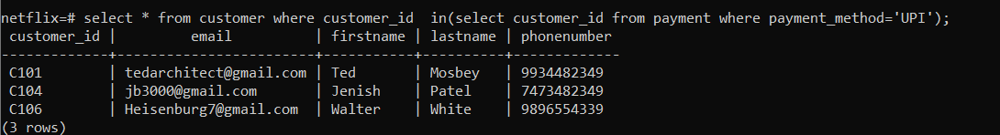 netflix=# select * from customer where customer_id  in(select customer_id from payment where payment_method='UPI');
 customer_id |         email          | firstname | lastname | phonenumber
-------------+------------------------+-----------+----------+-------------
 C101        | tedarchitect@gmail.com | Ted       | Mosbey   | 9934482349
 C104        | jb3000@gmail.com       | Jenish    | Patel    | 7473482349
 C106        | Heisenburg7@gmail.com  | Walter    | White    | 9896554339
(3 rows)